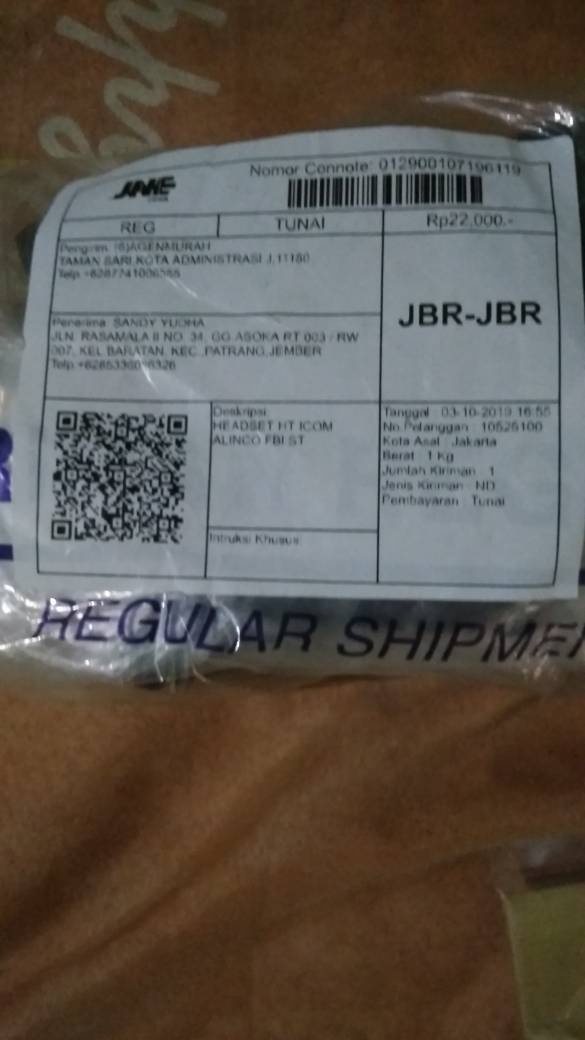 JNE
Nomor Connote: 012900107196119
REG
TUNAI
Rp22.000,-
TAMAN SARI,KOTA ADMINISTRASI J,11180
JBR-JBR
Penerima: SANDY YUDHA
JLN. RASAMALA II NO. 34, GG ASOKA RT 003 / RW
007, KEL BARATAN, KEC. PATRANG,JEMBER
Deskripsi:
HEADSET HT ICOM
ALINCO FBI ST
Intruksi Khusus:
Tanggal : 03-10-2019 16:55
No.Pelanggan : 10526100
Kota Asal : Jakarta
Berat : 1 Kg
Jumlah Kiriman : 1
Jenis Kiriman : ND
Pembayaran : Tunai
REGULAR SHIPME